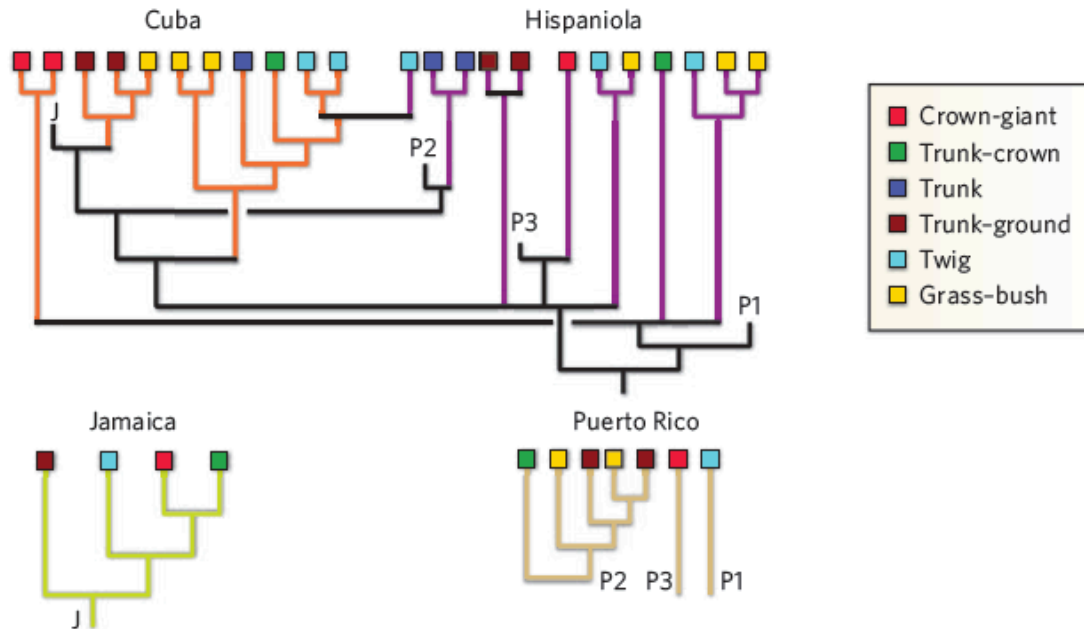 Cuba
Hispaniola
J
P2
P3
P1
Crown-giant
Trunk–crown
Trunk
Trunk–ground
Twig
Grass–bush
Jamaica
Puerto Rico
J
P2
P3
P1